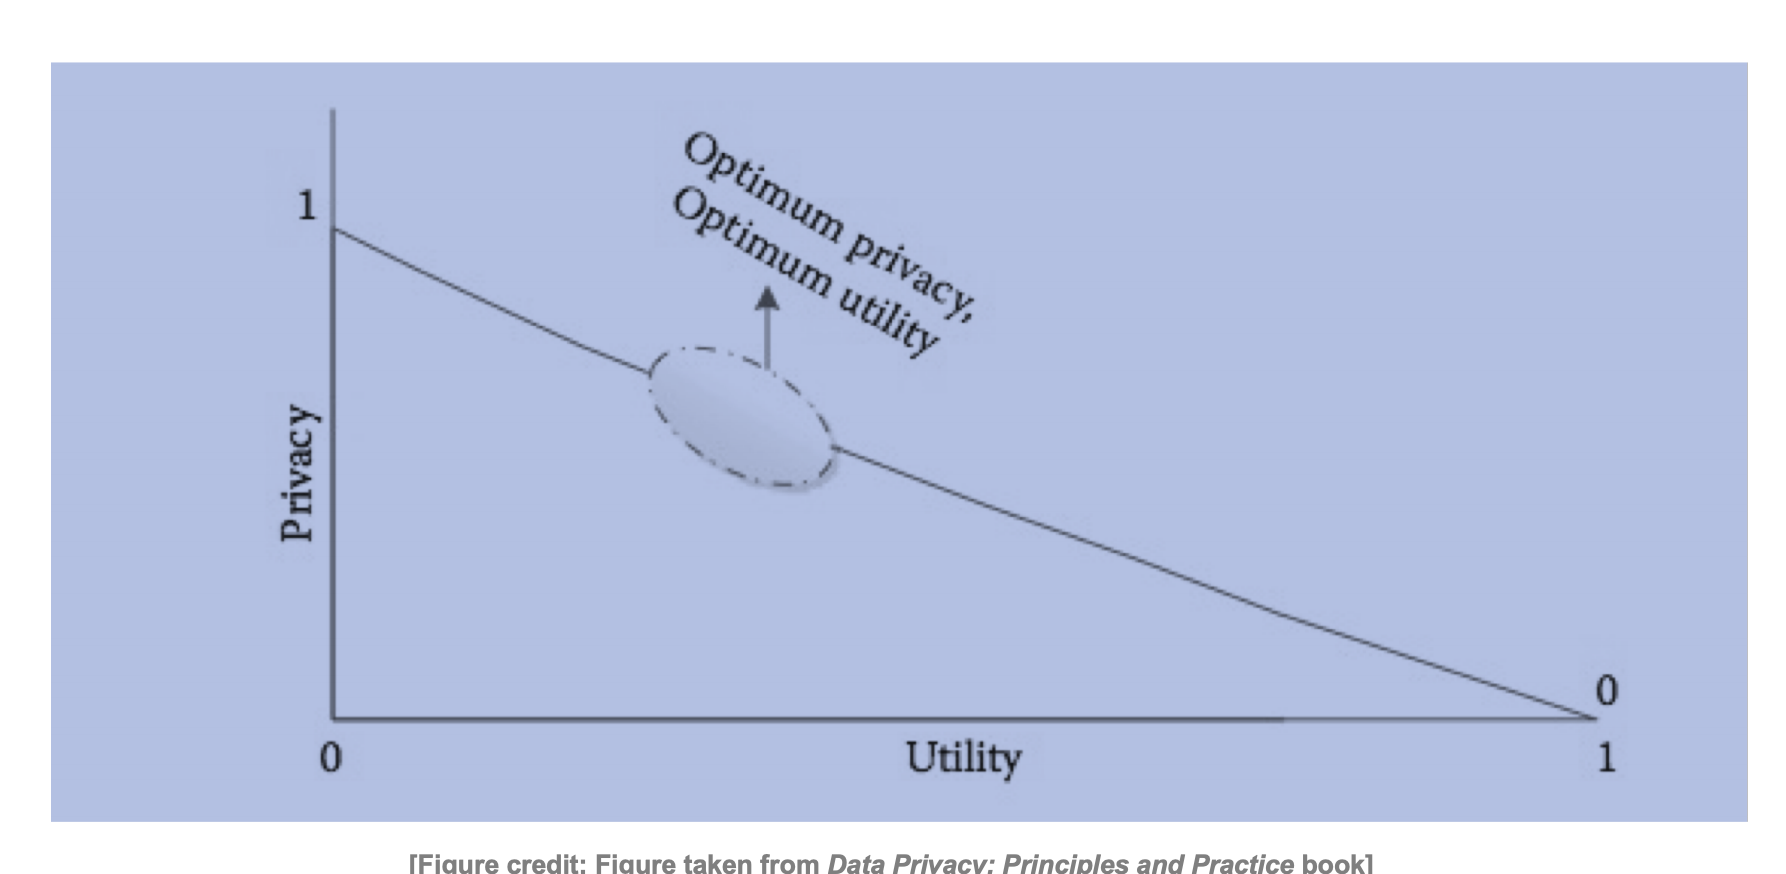 Optimum privacy,
Optimum utility
1
Privacy
0
0
Utility
1
[Figure credit: Figure taken from Data Privacy: Principles and Practice book]